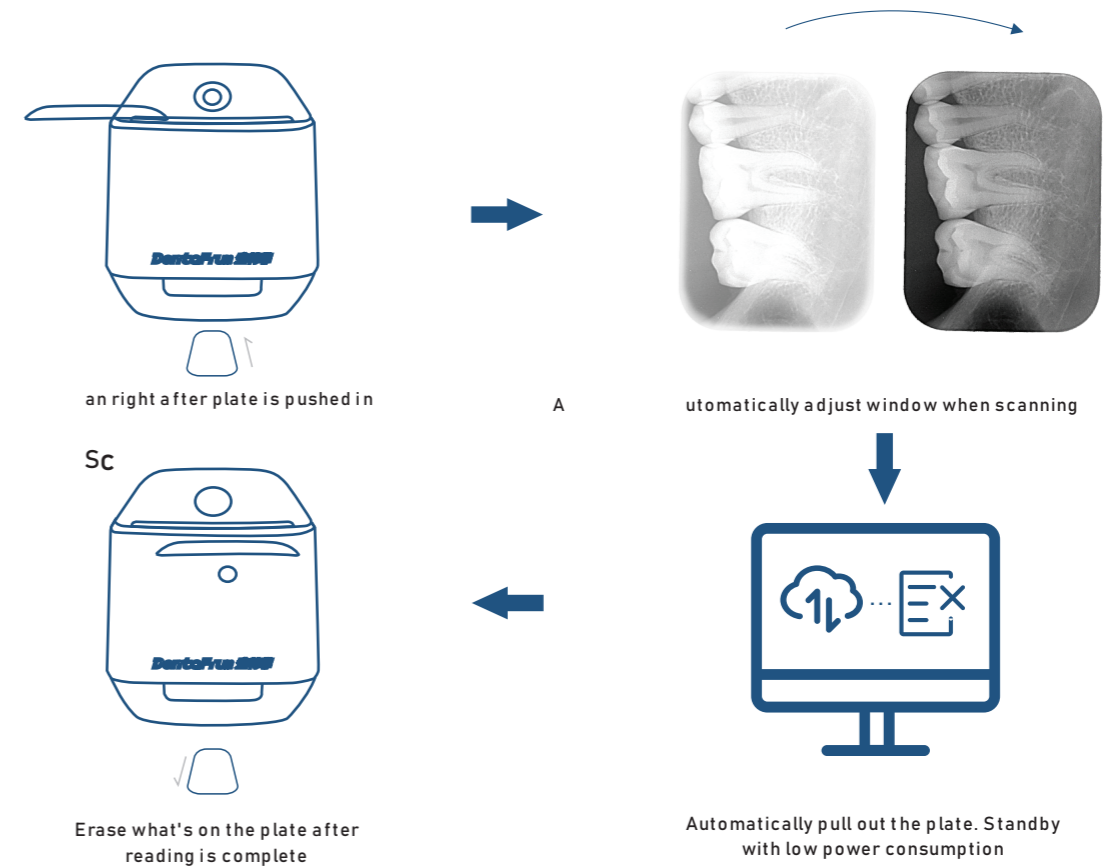 an right after plate is pushed in
A
utomatically adjust window when scanning
Sc
Erase what's on the plate after
reading is complete
Automatically pull out the plate. Standby
with low power consumption